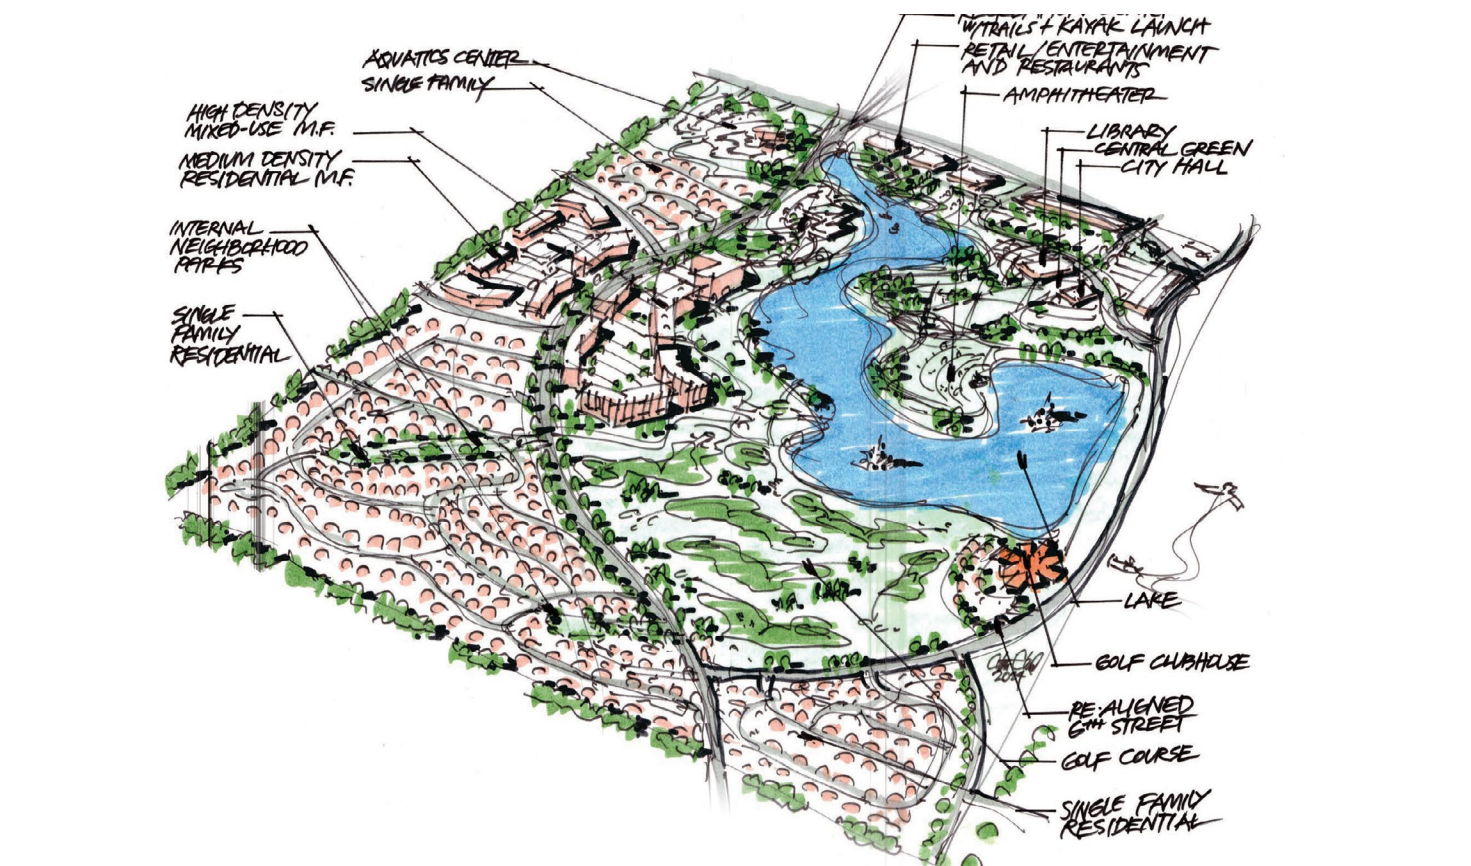 W/TRAILS + KAYAK LAUNCH
RETAIL/ENTERTAINMENT
AND RESTAURANTS
AMPHITHEATER
LIBRARY
CENTRAL GREEN
CITY HALL
AQUATICS CENTER
SINGLE FAMILY
HIGH DENSITY
MIXED-USE M.F.
MEDIUM DENSITY
RESIDENTIAL M.F.
INTERNAL
NEIGHBORHOOD
PARKS
SINGLE
FAMILY
RESIDENTIAL
LAKE
GOLF CLUBHOUSE
2014
RE-ALIGNED
6TH STREET
GOLF COURSE
SINGLE FAMILY
RESIDENTIAL